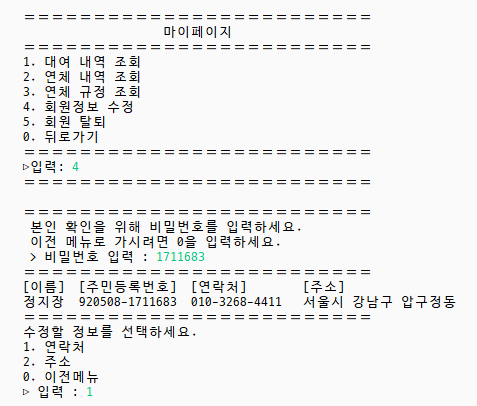 =========================
마이페이지
=========================
1. 대여 내역 조회
2. 연체 내역 조회
3. 연체 규정 조회
4. 회원정보 수정
5. 회원 탈퇴
0. 뒤로가기
=========================
▷입력: 4
=========================
=========================
본인 확인을 위해 비밀번호를 입력하세요.
이전 메뉴로 가시려면 0을 입력하세요.
> 비밀번호 입력 : 1711683
=========================
[이름] [주민등록번호] [연락처] [주소]
정지장 920508-1711683 010-3268-4411 서울시 강남구 압구정동
=========================
수정할 정보를 선택하세요.
1. 연락처
2. 주소
0. 이전메뉴
▷ 입력 : 1